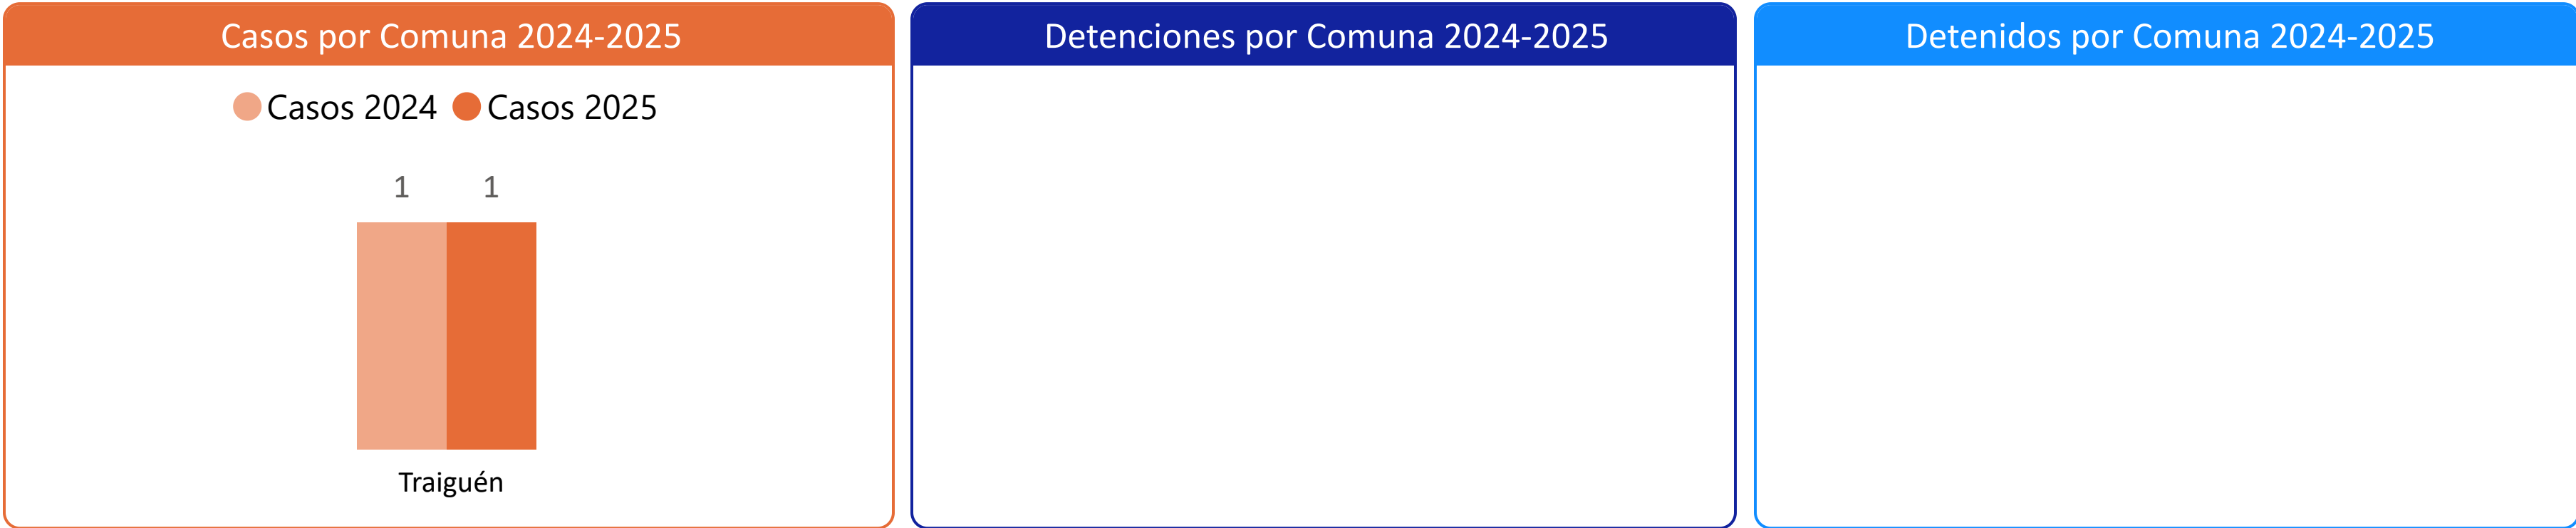 Casos por Comuna 2024-2025
Casos 2024 Casos 2025
1 1
Traiguén
Detenciones por Comuna 2024-2025
Detenidos por Comuna 2024-2025